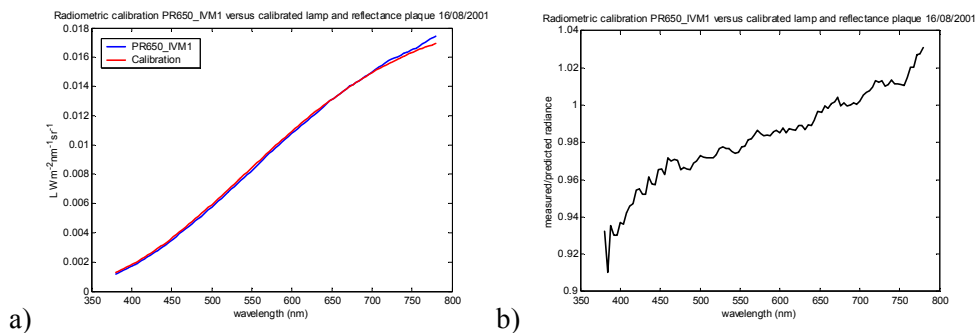 Radiometric calibration PR650_IVM1 versus calibrated lamp and reflectance plaque 16/08/2001
0.018
0.016
0.014
0.012
0.01
0.008
0.006
0.004
0.002
0
L Wm-2nm-1sr-1
PR650_IVM1
Calibration
350 400 450 500 550 600 650 700 750 800
wavelength (nm)
a)
Radiometric calibration PR650_IVM1 versus calibrated lamp and reflectance plaque 16/08/2001
1.04
1.02
1
0.98
0.96
0.94
0.92
0.9
measured/predicted radiance
350 400 450 500 550 600 650 700 750 800
wavelength (nm)
b)